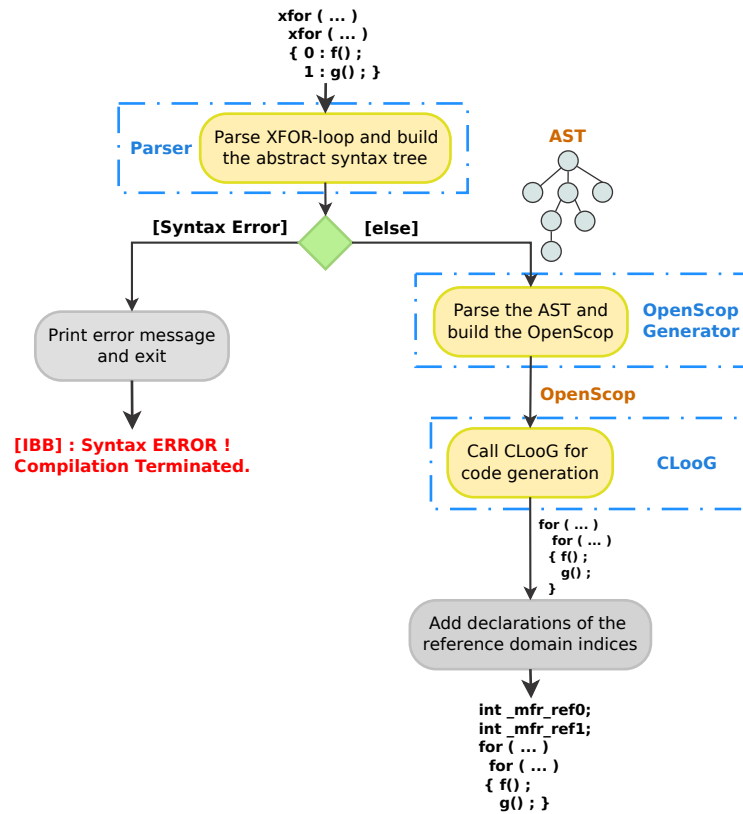 xfor ( ... )
xfor ( ... )
{ 0 : f() ;
1 : g() ; }
Parser
Parse XFOR-loop and build
the abstract syntax tree
AST
[Syntax Error]
[else]
Print error message
and exit
Parse the AST and
build the OpenScop
OpenScop
Generator
OpenScop
[IBB] : Syntax ERROR !
Compilation Terminated.
Call CLooG for
code generation
CLooG
for ( ... )
for ( ... )
{ f() ;
g() ;
}
Add declarations of the
reference domain indices
int _mfr_ref0;
int _mfr_ref1;
for ( ... )
for ( ... )
{ f() ;
g() ; }